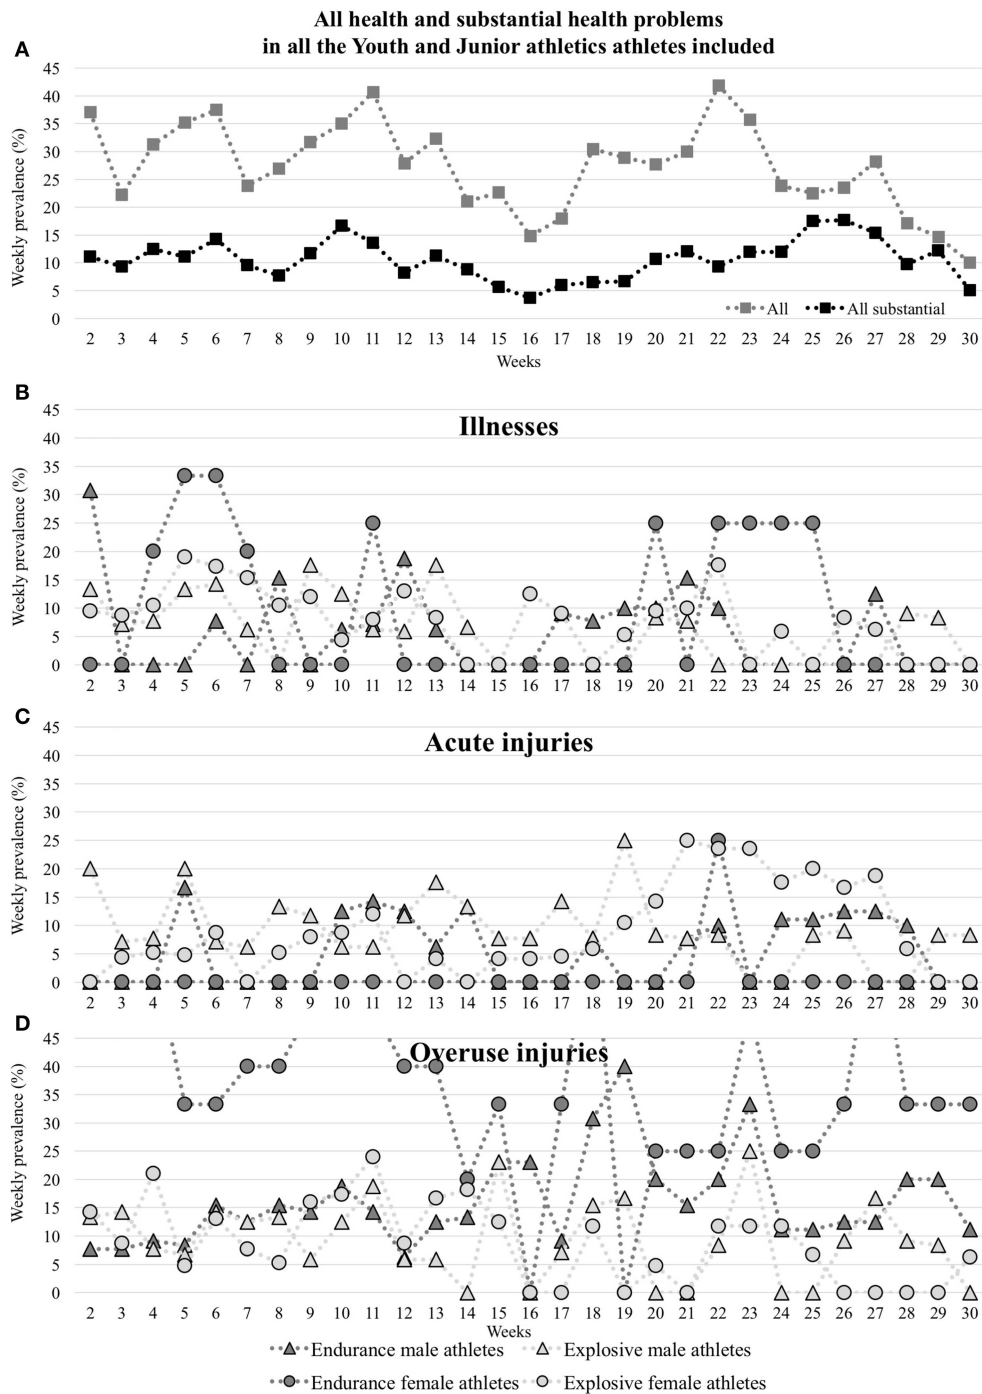 All health and substantial health problems
in all the Youth and Junior athletics athletes included
A
45
40
35
30
25
20
15
10
5
0
Weekly prevalence (%)
All
All substantial
2 3 4 5 6 7 8 9 10 11 12 13 14 15 16 17 18 19 20 21 22 23 24 25 26 27 28 29 30
Weeks
B
Illnesses
45
40
35
30
25
20
15
10
5
0
Weekly prevalence (%)
2 3 4 5 6 7 8 9 10 11 12 13 14 15 16 17 18 19 20 21 22 23 24 25 26 27 28 29 30
C
Acute injuries
45
40
35
30
25
20
15
10
5
0
Weekly prevalence (%)
2 3 4 5 6 7 8 9 10 11 12 13 14 15 16 17 18 19 20 21 22 23 24 25 26 27 28 29 30
D
Overuse injuries
45
40
35
30
25
20
15
10
5
0
Weekly prevalence (%)
2 3 4 5 6 7 8 9 10 11 12 13 14 15 16 17 18 19 20 21 22 23 24 25 26 27 28 29 30
Weeks
Endurance male athletes
Explosive male athletes
Endurance female athletes
Explosive female athletes